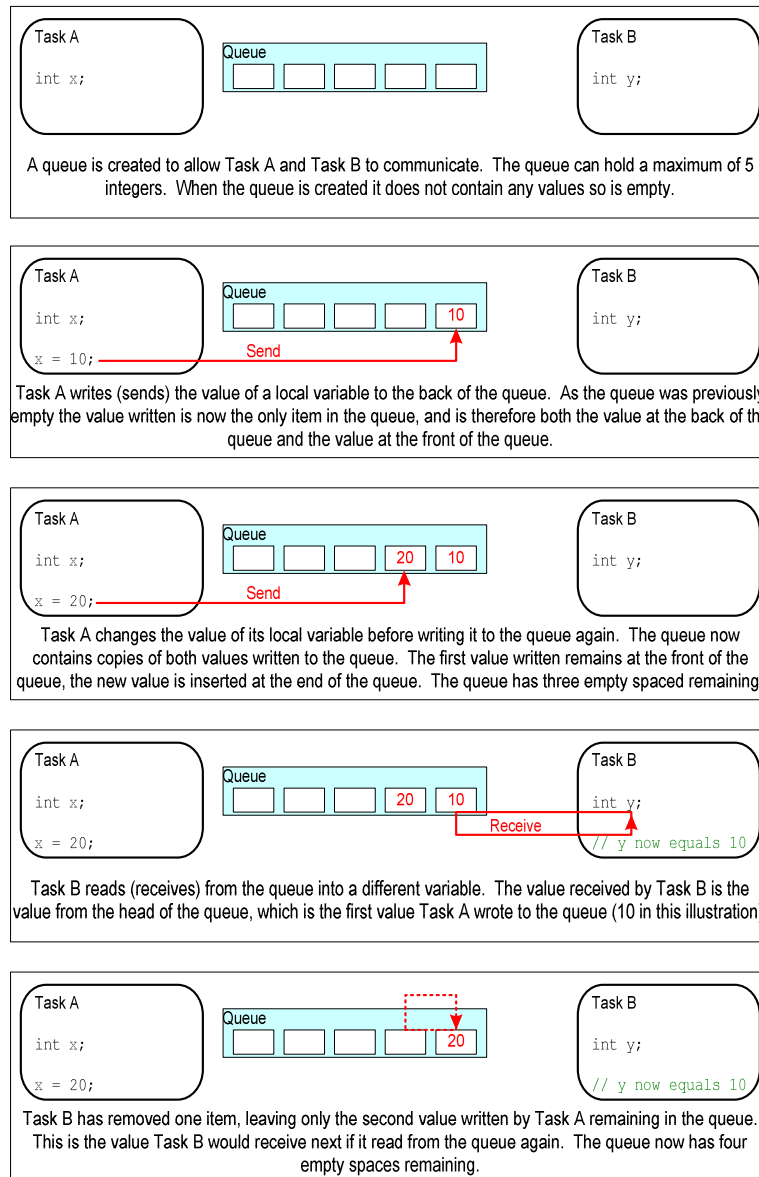 Task A
Queue
Task B
int x;
int y;
A queue is created to allow Task A and Task B to communicate. The queue can hold a maximum of 5
integers. When the queue is created it does not contain any values so is empty.
Task A
Queue
Task B
int x;
10
int y;
x = 10;
Send
Task A writes (sends) the value of a local variable to the back of the queue. As the queue was previously
empty the value written is now the only item in the queue, and is therefore both the value at the back of th
queue and the value at the front of the queue.
Task A
Queue
Task B
int x;
20 10
int y;
x = 20;
Send
Task A changes the value of its local variable before writing it to the queue again. The queue now
contains copies of both values written to the queue. The first value written remains at the front of the
queue, the new value is inserted at the end of the queue. The queue has three empty spaced remaining
Task A
Queue
Task B
int x;
20 10
int y;
x = 20;
Receive
// y now equals 10
Task B reads (receives) from the queue into a different variable. The value received by Task B is the
value from the head of the queue, which is the first value Task A wrote to the queue (10 in this illustration)
Task A
Queue
Task B
int x;
20
int y;
x = 20;
// y now equals 10
Task B has removed one item, leaving only the second value written by Task A remaining in the queue.
This is the value Task B would receive next if it read from the queue again. The queue now has four
empty spaces remaining.